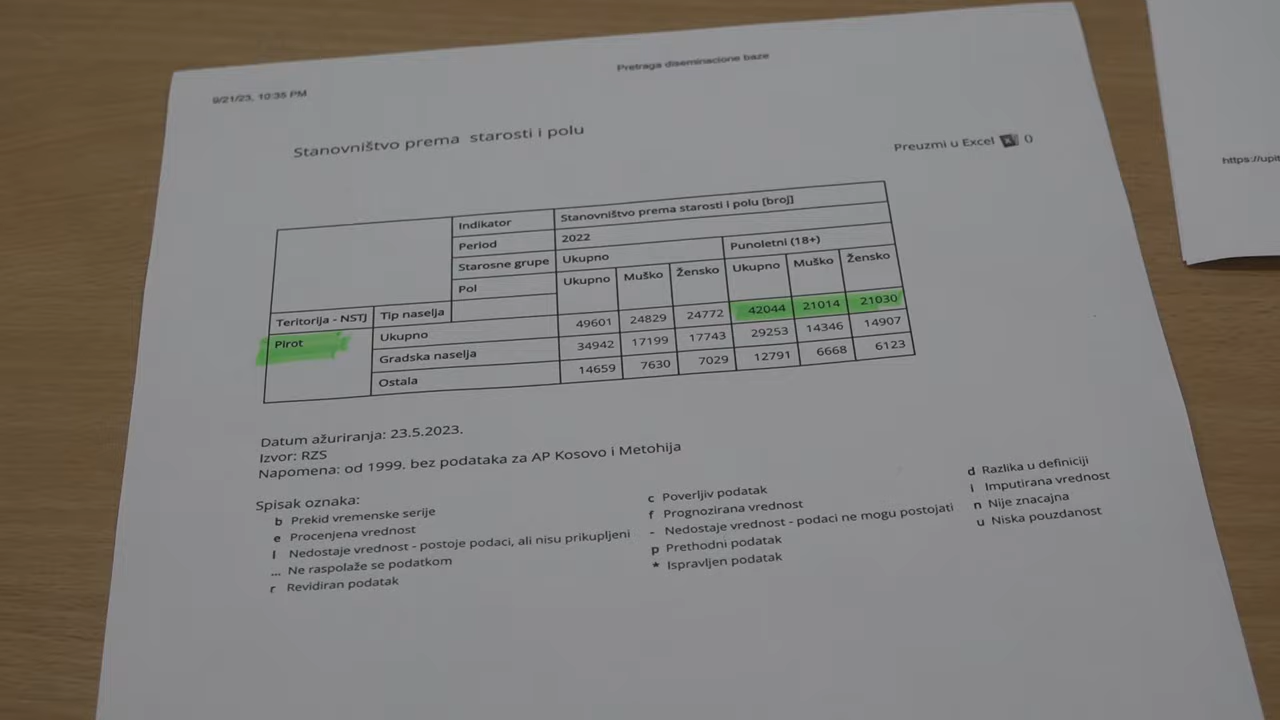 Pretraga diseminacione baze
9/21/23, 10:35 PM
Stanovništvo prema starosti i polu
Preuzmi u Excel ()
Indikator Stanovništvo prema starosti i polu [broj]
Period 2022
Starosne grupe Ukupno Punoletni (18+)
Pol Ukupno Muško Žensko Ukupno Muško Žensko
Teritorija - NSTJ Tip naselja
Pirot Ukupno 49601 24829 24772 42044 21014 21030
Gradska naselja 34942 17199 17743 29253 14346 14907
Ostala 14659 7630 7029 12791 6668 6123
Datum ažuriranja: 23.5.2023.
Izvor: RZS
Napomena: od 1999. bez podataka za AP Kosovo i Metohija
Spisak oznaka:
b Prekid vremenske serije
e Procenjena vrednost
l Nedostaje vrednost - postoje podaci, ali nisu prikupljeni
... Ne raspolaže se podatkom
r Revidiran podatak
c Poverljiv podatak
f Prognozirana vrednost
- Nedostaje vrednost - podaci ne mogu postojati
p Prethodni podatak
* Ispravljen podatak
d Razlika u definiciji
i Imputirana vrednost
n Nije znacajna
u Niska pouzdanost
https://upit